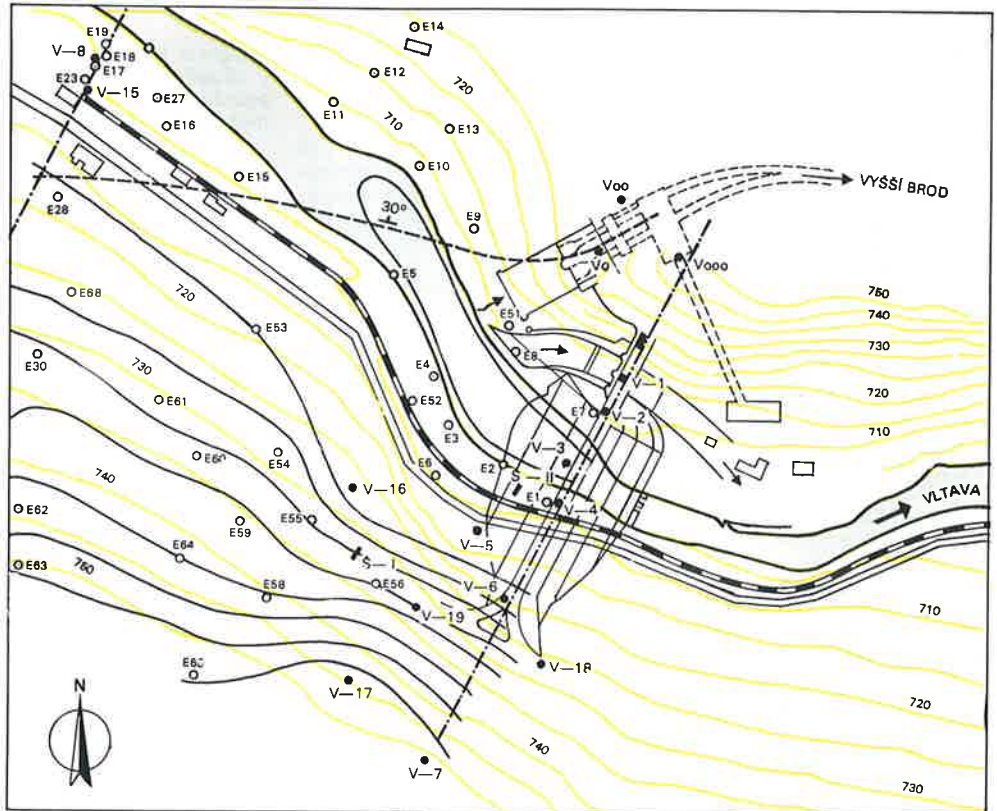 E14
E19
V—8
E18
E17
E12
720
E23
V—15
E27
E11
710
E16
E13
E10
E15
Voo
VYŠŠÍ BROD
E28
30°
E9
Vo
Vooo
E5
E68
750
720
740
E51
E53
730
E30
E8
730
E4
V—1
720
E61
E52
E7
V—2
710
E3
E60
E54
V—3
E2
740
E6
S—II
VLTAVA
V—16
E1
V—4
E62
E59
E55
V—5
E64
S—I
E63
750
E56
V—6
E58
710
V—19
V—18
N
V—17
720
740
V—7
730